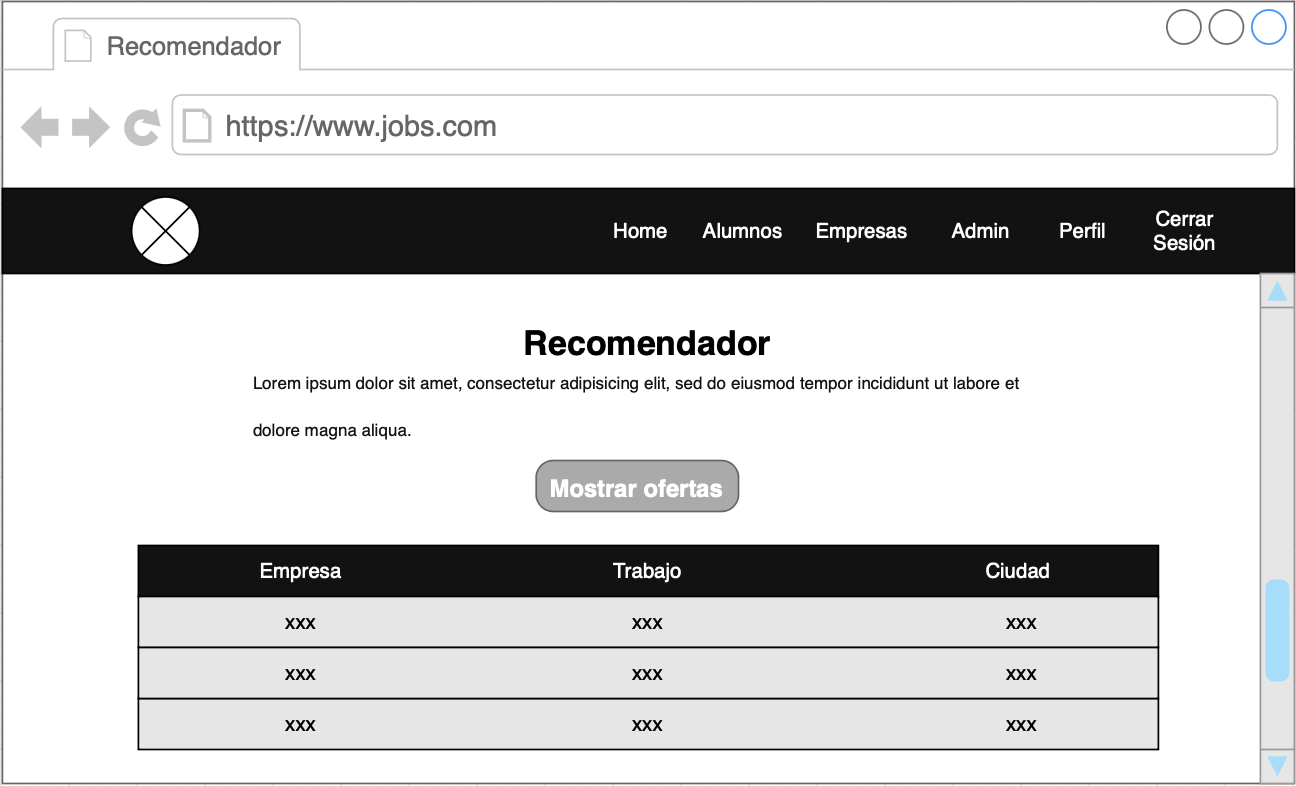 Recomendador
https://www.jobs.com
Home Alumnos Empresas Admin Perfil Cerrar Sesión
Recomendador
Lorem ipsum dolor sit amet, consectetur adipisicing elit, sed do eiusmod tempor incididunt ut labore et
dolore magna aliqua.
Mostrar ofertas
Empresa Trabajo Ciudad
xxx xxx xxx
xxx xxx xxx
xxx xxx xxx